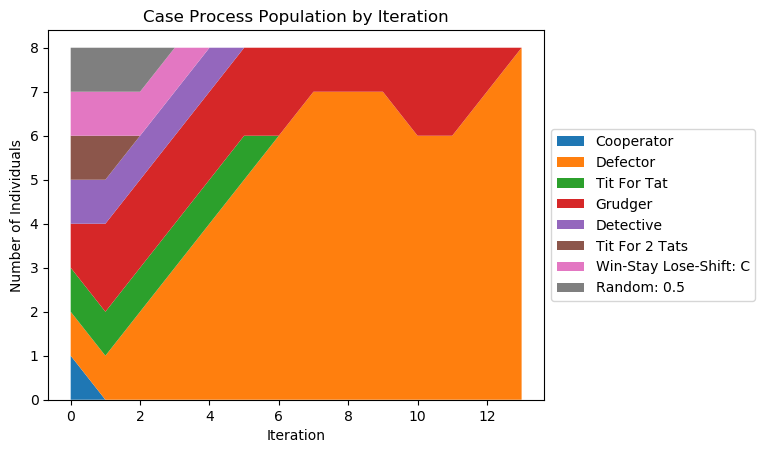 Case Process Population by Iteration
Number of Individuals
8
7
6
5
4
3
2
1
0
0 2 4 6 8 10 12
Iteration
Cooperator
Defector
Tit For Tat
Grudger
Detective
Tit For 2 Tats
Win-Stay Lose-Shift: C
Random: 0.5